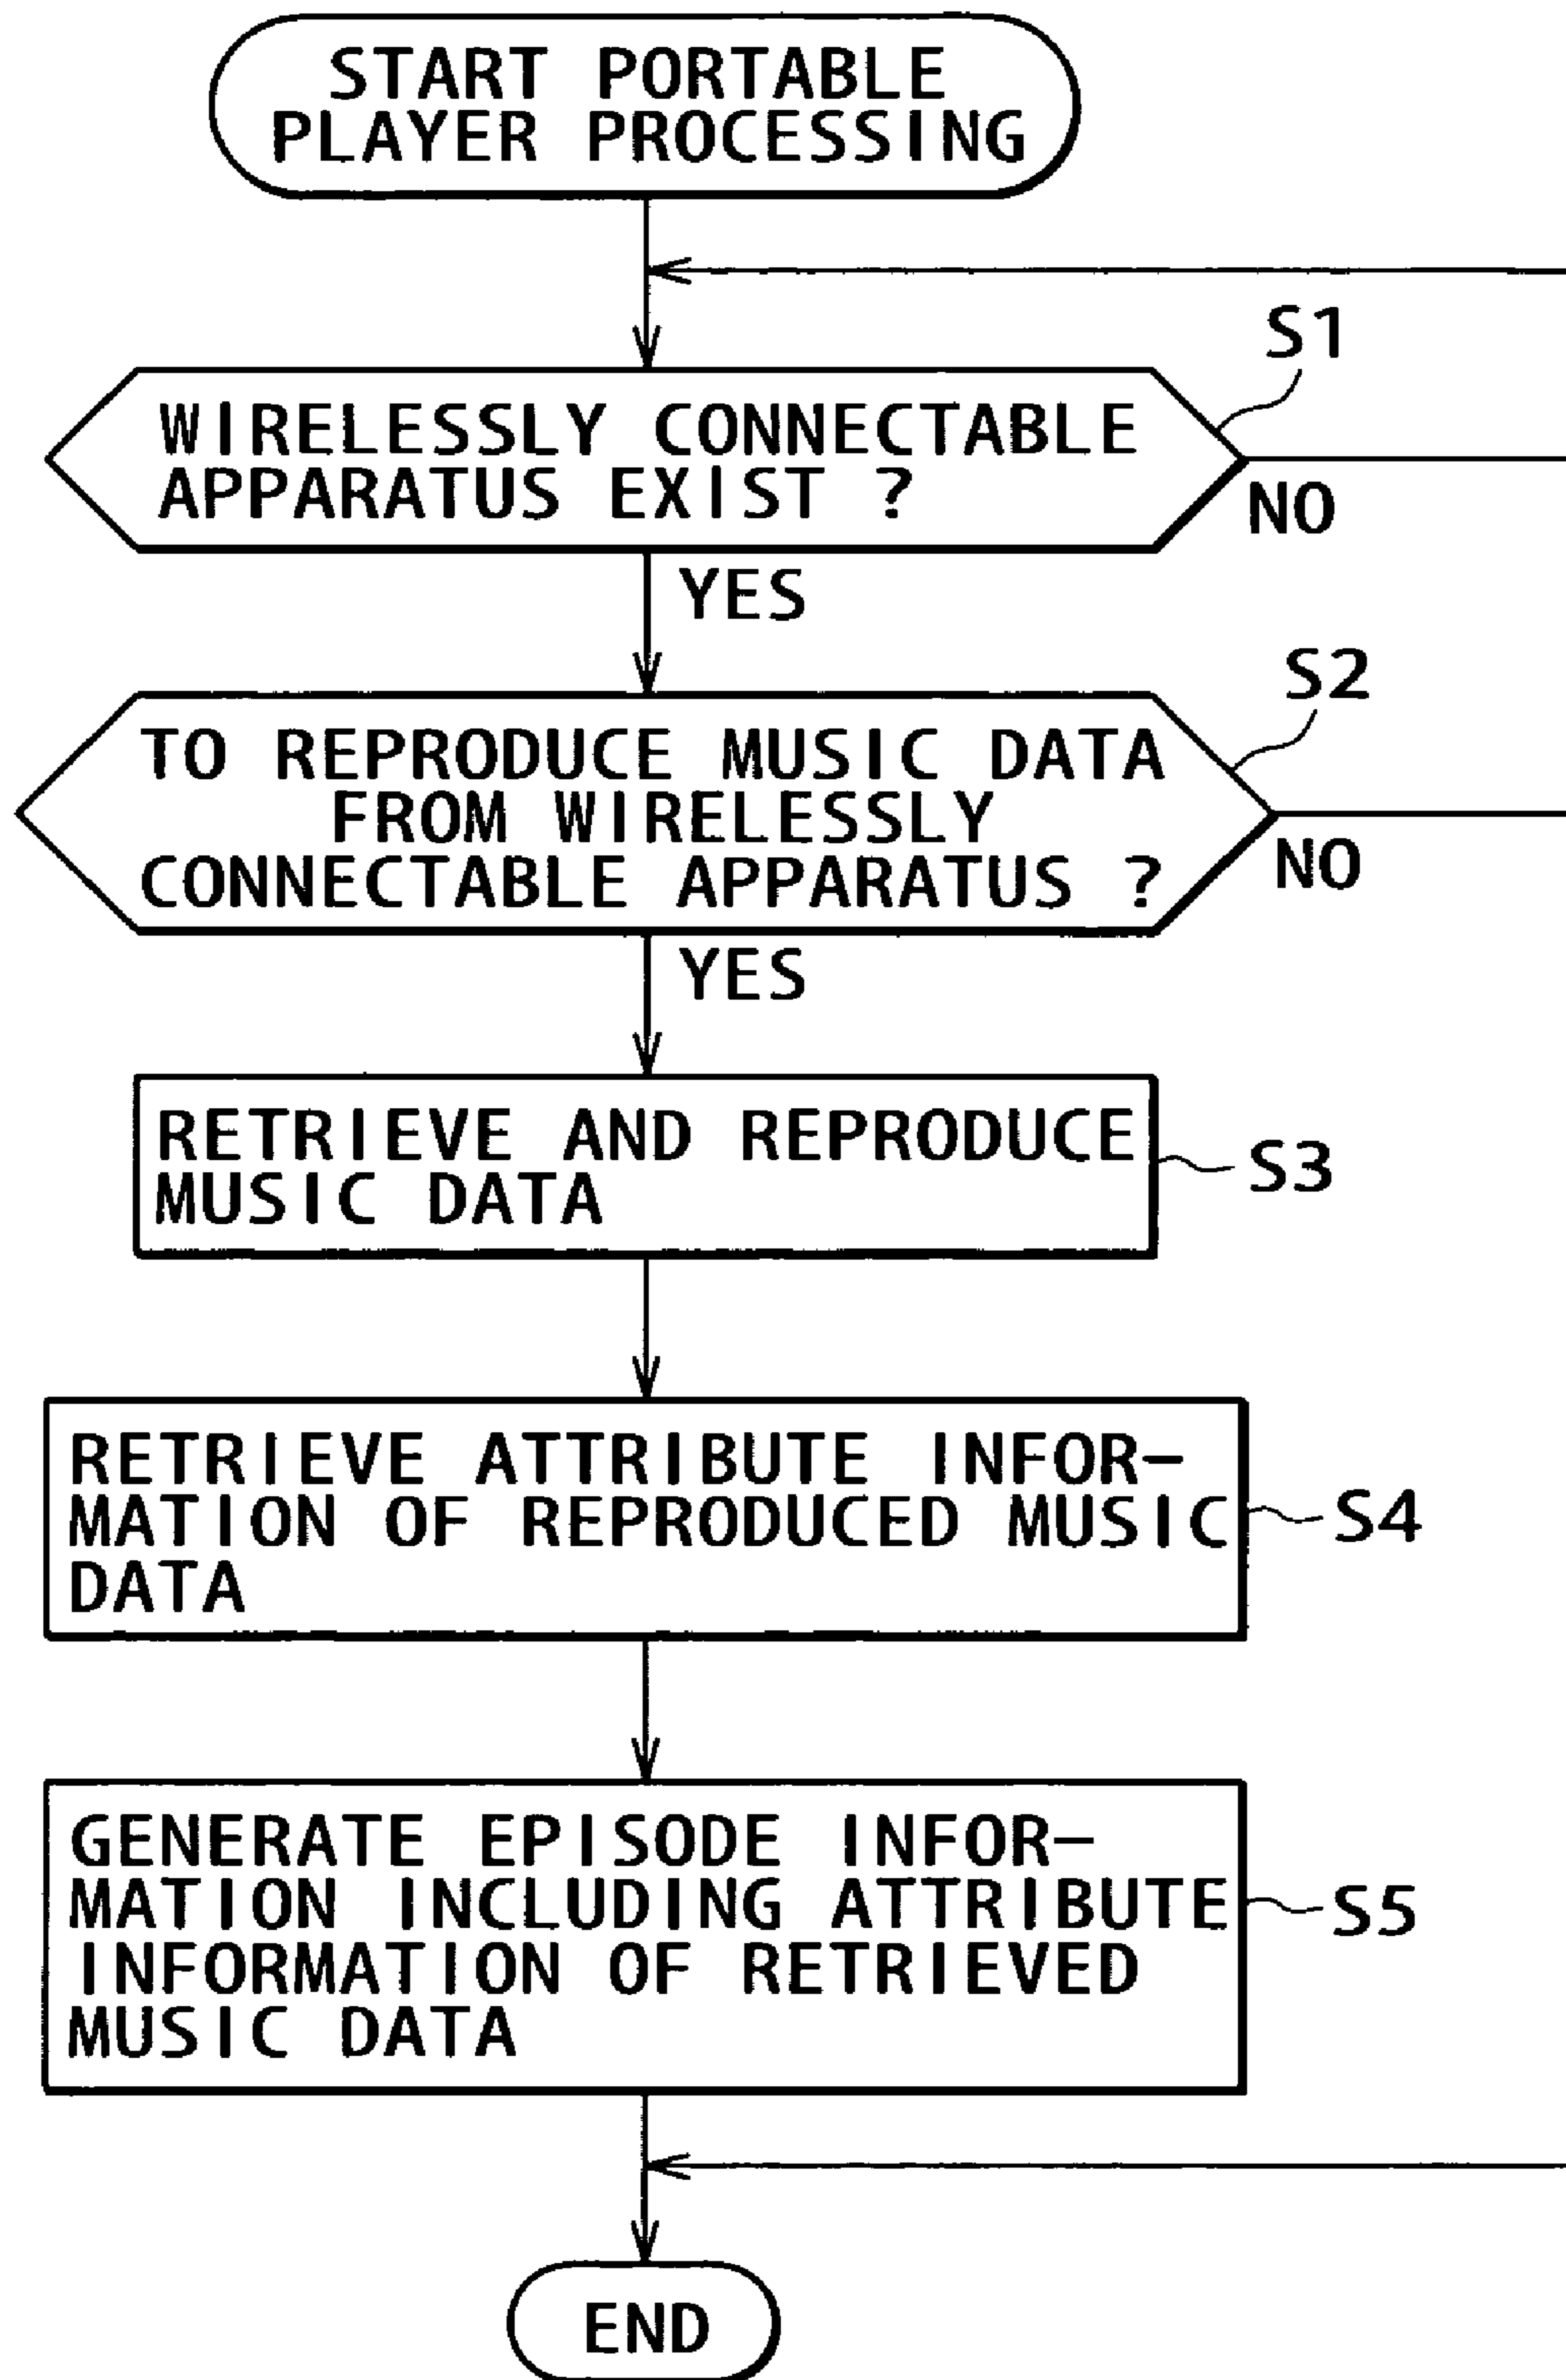 START PORTABLE
PLAYER PROCESSING
S1
WIRELESSLY CONNECTABLE
APPARATUS EXIST ?
NO
YES
S2
TO REPRODUCE MUSIC DATA
FROM WIRELESSLY
CONNECTABLE APPARATUS ?
NO
YES
RETRIEVE AND REPRODUCE
MUSIC DATA
S3
RETRIEVE ATTRIBUTE INFOR-
MATION OF REPRODUCED MUSIC
DATA
S4
GENERATE EPISODE INFOR-
MATION INCLUDING ATTRIBUTE
INFORMATION OF RETRIEVED
MUSIC DATA
S5
END